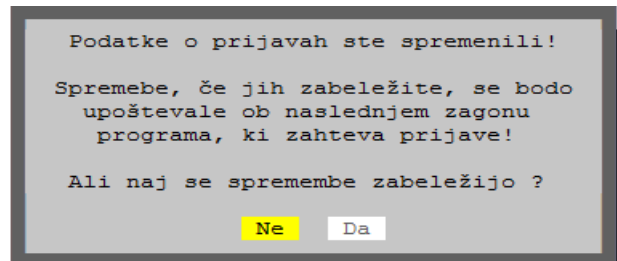 Podatke o prijavah ste spremenili!
Spremebe, če jih zabeležite, se bodo
upoštevale ob naslednjem zagonu
programa, ki zahteva prijave!
Ali naj se spremembe zabeležijo ?
Ne Da